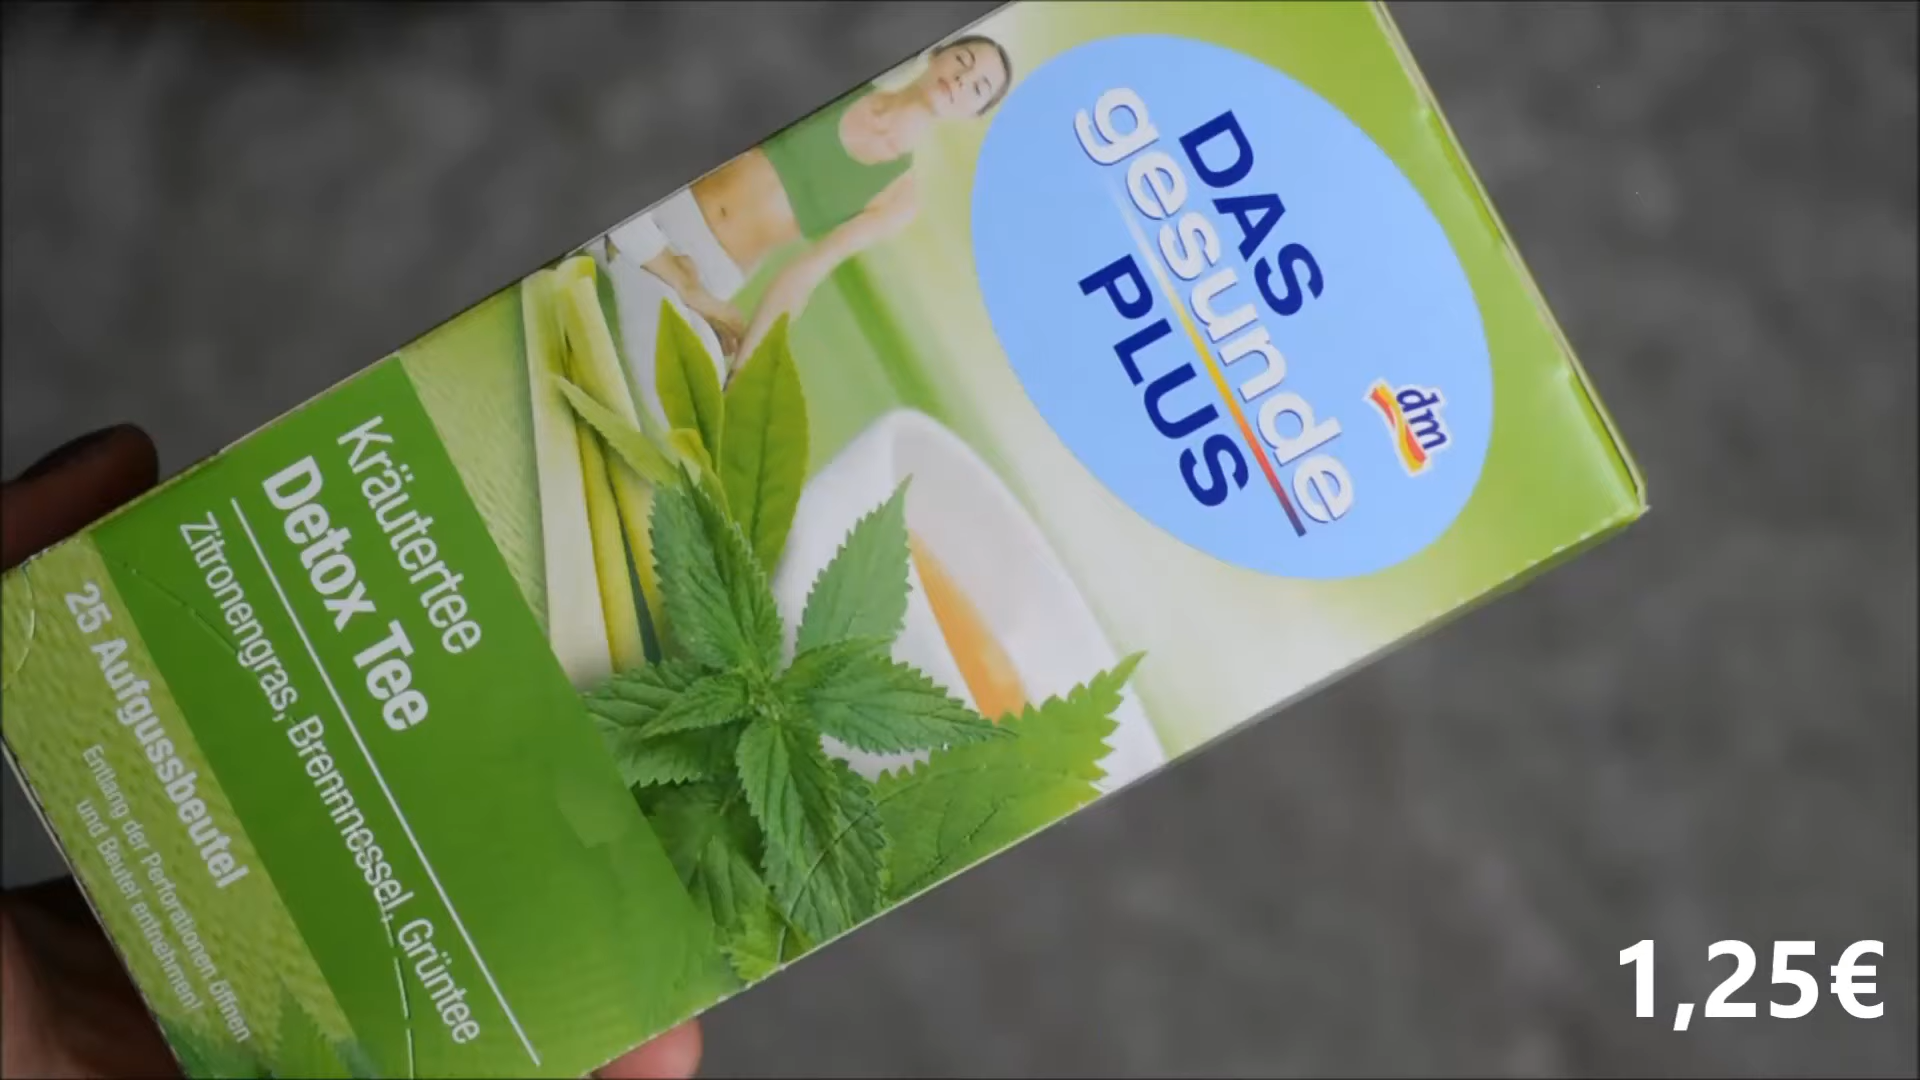 DAS
gesunde
PLUS
dm
Kräutertee
Detox Tee
Zitronengras, Brennnessel, Grüntee
25 Aufgussbeutel
Entlang der Perforationen öffnen
und Beutel entnehmen!
1,25€